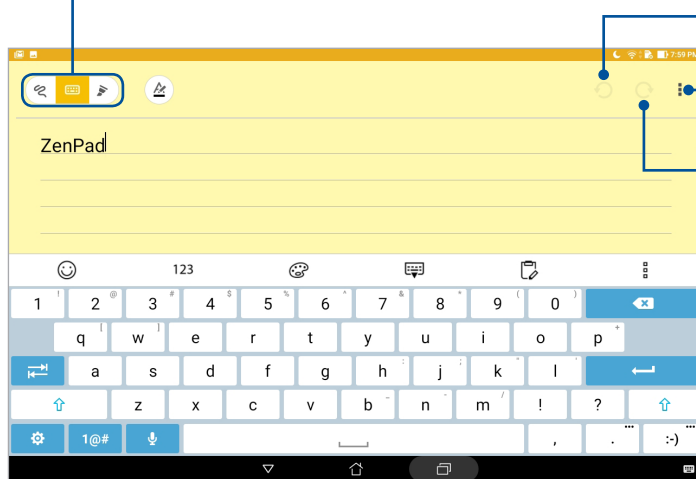 7:59 PM
ZenPad
123
1 ! 2 @ 3 # 4 $ 5 % 6 ^ 7 & 8 * 9 ( 0 )
q [ w ] e r t y u i o p +
a s d f g h : j ; k " l '
z x c v b _ n - m / ! ?
1@# , . ... :-) ...